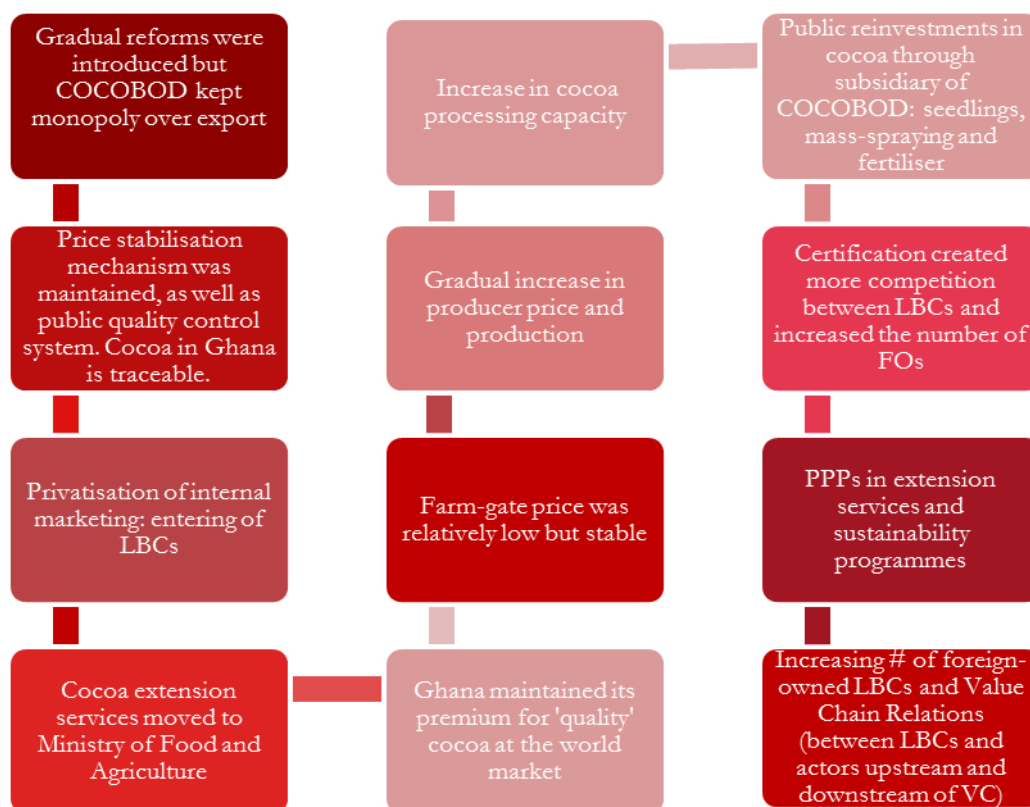 Gradual reforms were
introduced but
COCOBOD kept
monopoly over export
Price stabilisation
mechanism was
maintained, as well as
public quality control
system. Cocoa in Ghana
is traceable.
Privatisation of internal
marketing: entering of
LBCs
Cocoa extension
services moved to
Ministry of Food and
Agriculture
Ghana maintained its
premium for 'quality'
cocoa at the world
market
Farm-gate price was
relatively low but stable
Gradual increase in
producer price and
production
Increase in cocoa
processing capacity
Public reinvestments in
cocoa through
subsidiary of
COCOBOD: seedlings,
mass-spraying and
fertiliser
Certification created
more competition
between LBCs and
increased the number of
FOs
PPPs in extension
services and
sustainability
programmes
Increasing # of foreign-
owned LBCs and Value
Chain Relations
(between LBCs and
actors upstream and
downstream of VC)